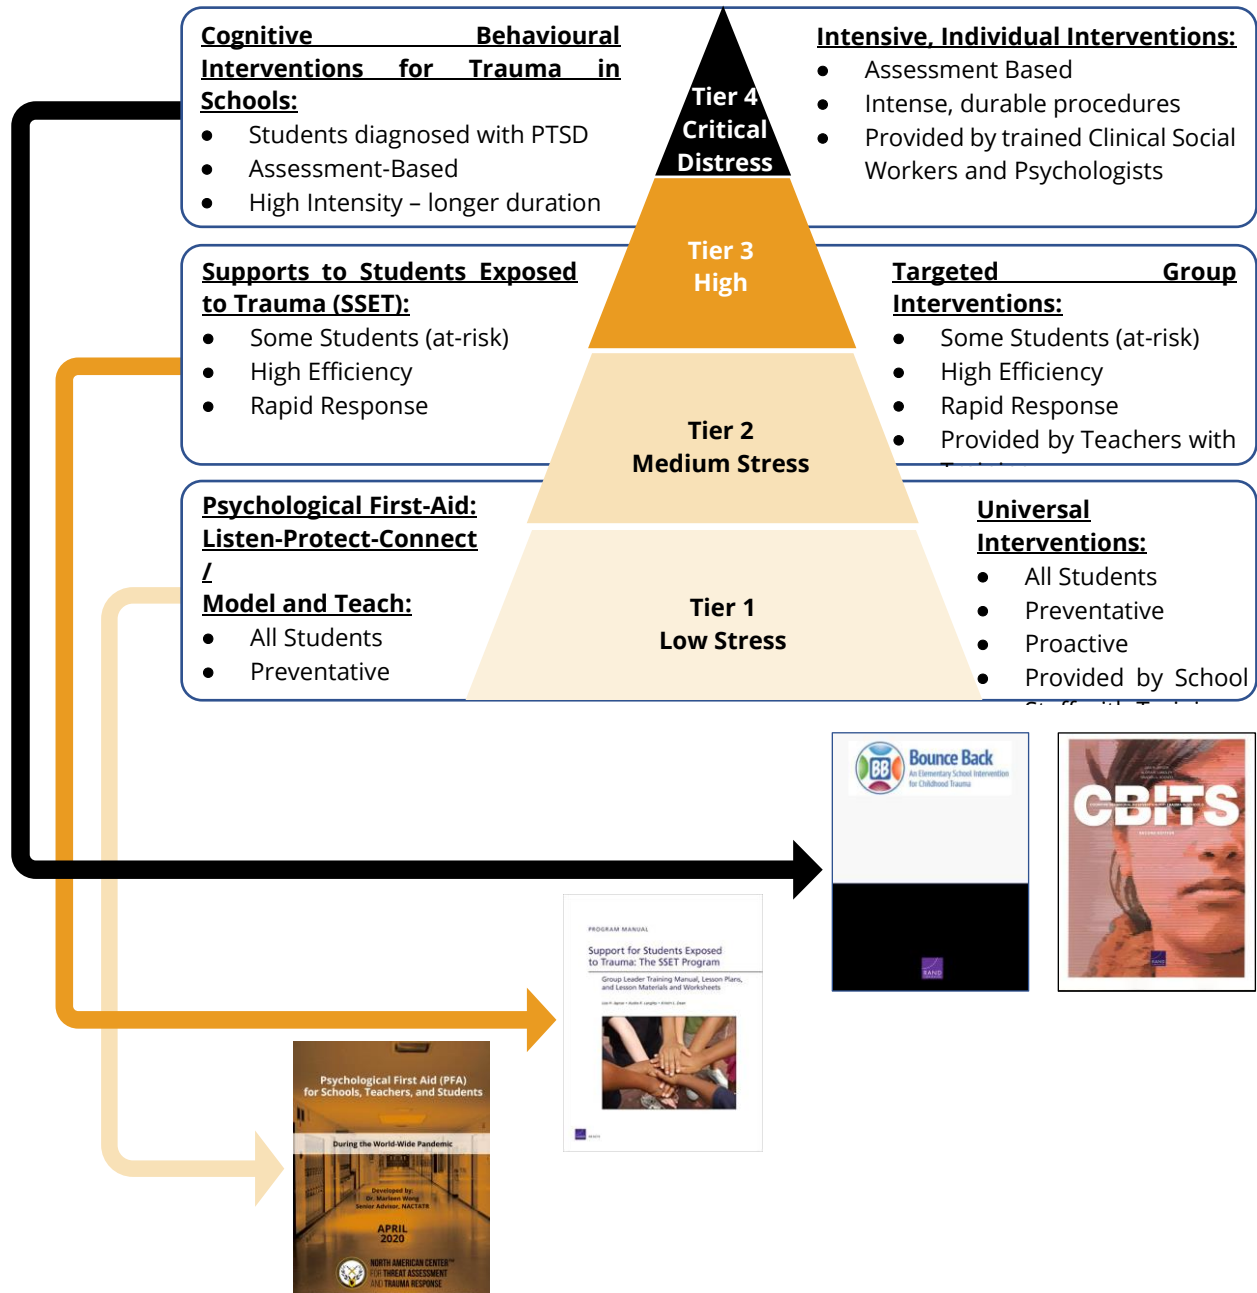 Cognitive Behavioural
Interventions for Trauma in
Schools:
● Students diagnosed with PTSD
● Assessment-Based
● High Intensity – longer duration
Tier 4
Critical
Distress
Intensive, Individual Interventions:
● Assessment Based
● Intense, durable procedures
● Provided by trained Clinical Social
Workers and Psychologists
Supports to Students Exposed
to Trauma (SSET):
● Some Students (at-risk)
● High Efficiency
● Rapid Response
Tier 3
High
Targeted Group
Interventions:
● Some Students (at-risk)
● High Efficiency
● Rapid Response
● Provided by Teachers with
Tier 2
Medium Stress
Psychological First-Aid:
Listen-Protect-Connect
/
Model and Teach:
● All Students
● Preventative
Tier 1
Low Stress
Universal
Interventions:
● All Students
● Preventative
● Proactive
● Provided by School
BB
Bounce Back
An Elementary School Intervention
for Childhood Trauma
RAND
CBITS
SECOND EDITION
PROGRAM MANUAL
Support for Students Exposed
to Trauma: The SSET Program
Group Leader Training Manual, Lesson Plans,
and Lesson Materials and Worksheets
Psychological First Aid (PFA)
for Schools, Teachers, and Students
During the World-Wide Pandemic
Developed by:
Dr. Marleen Wong
Senior Advisor, NACTATR
APRIL
2020
NORTH AMERICAN CENTER™
FOR THREAT ASSESSMENT
AND TRAUMA RESPONSE